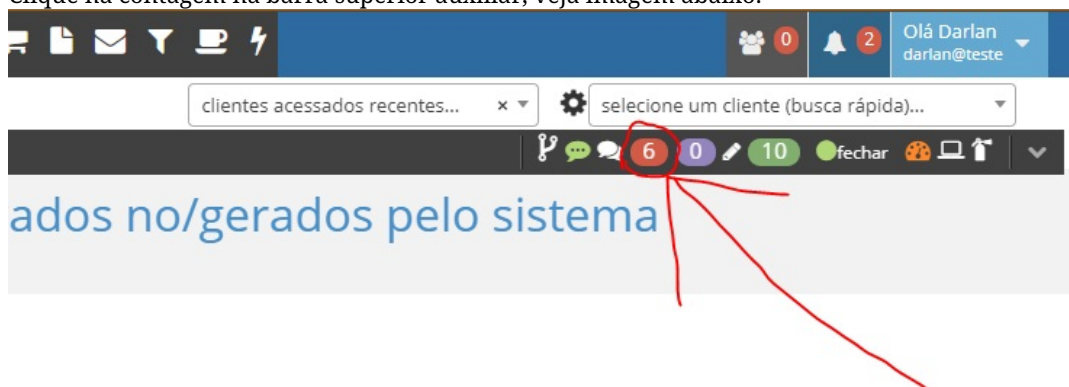 Clique na contagem na barra superior auxiliar, veja imagem abaixo:
0
2
Olá Darlan
darlan@teste
clientes acessados recentes... ×
selecione um cliente (busca rápida)...
6 0 10 fechar
ados no/gerados pelo sistema